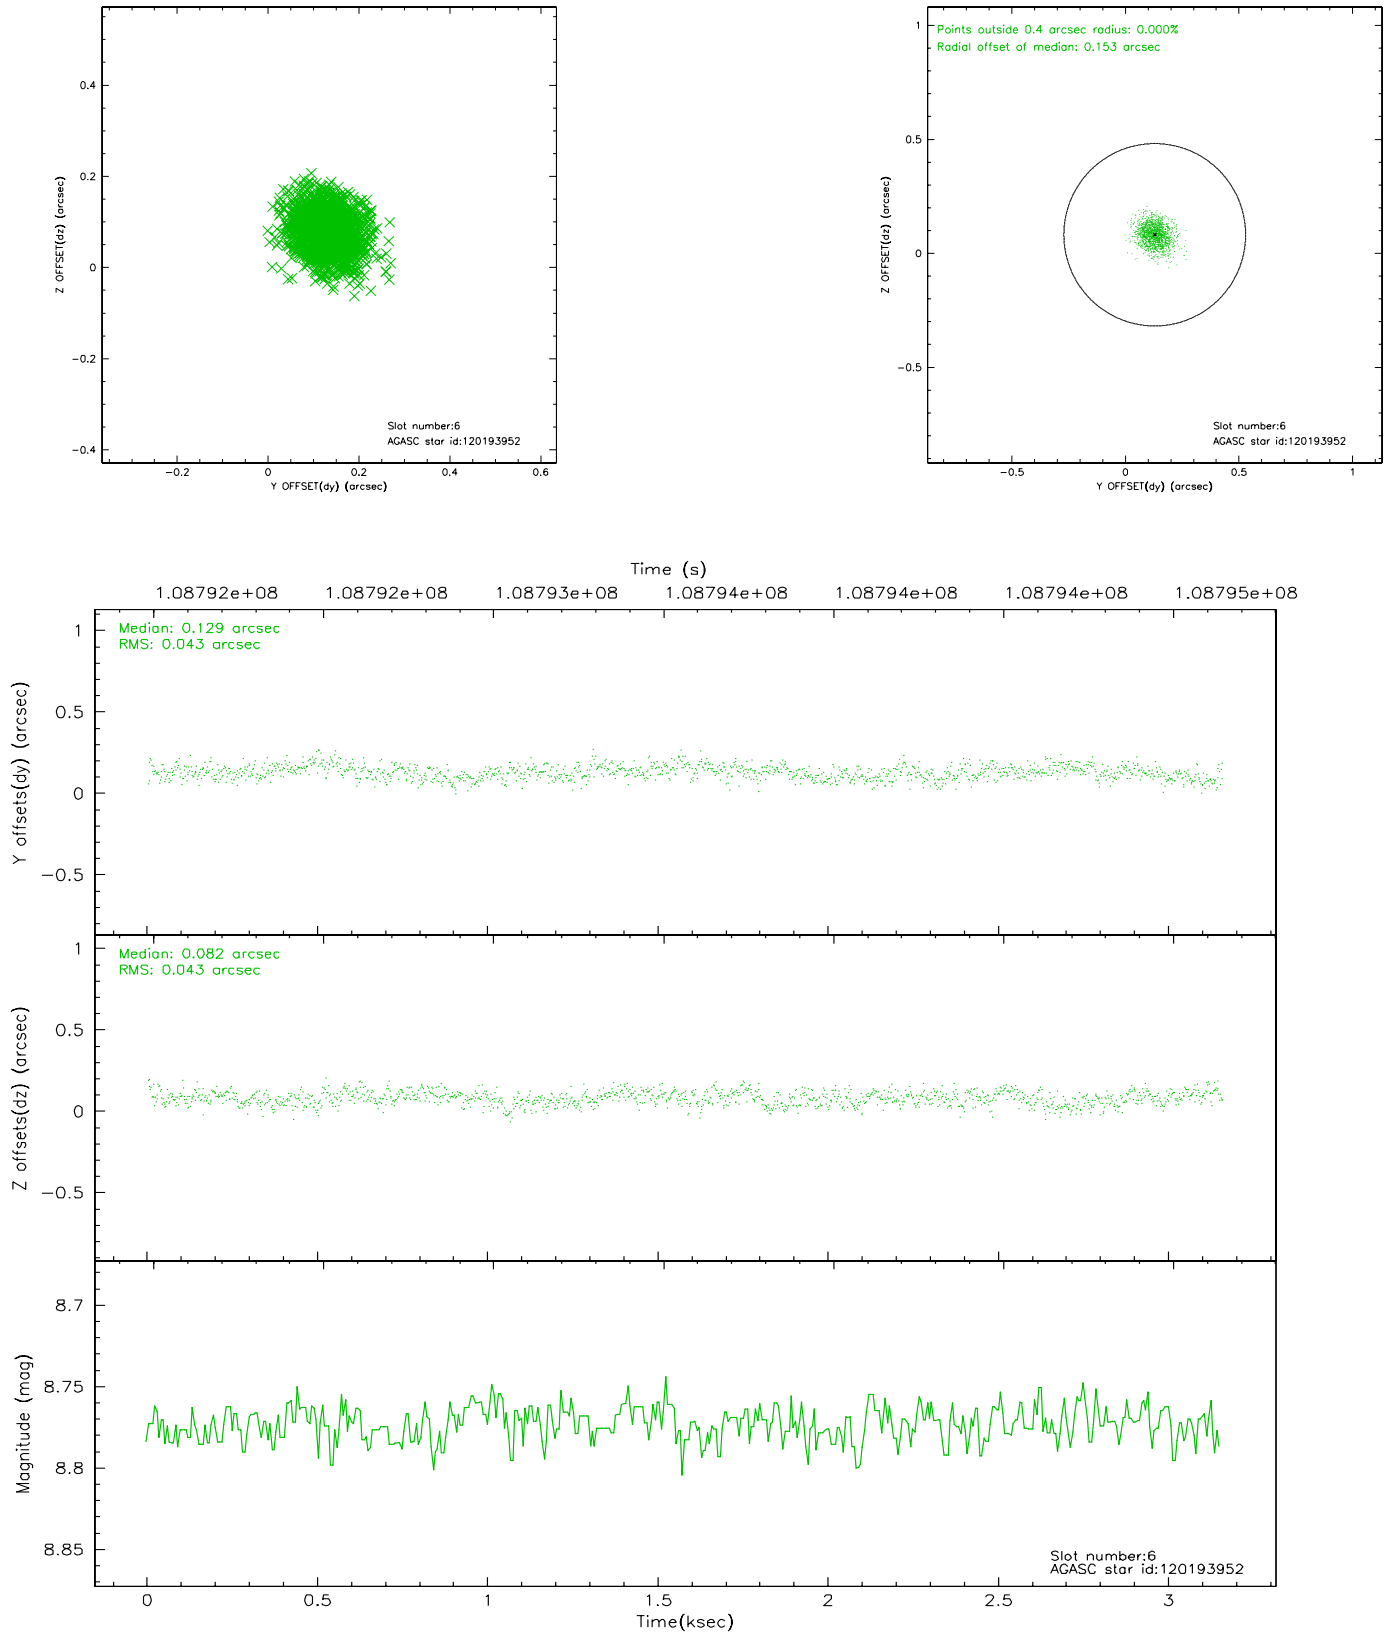 0.4
0.2
0
−0.2
−0.4
Z OFFSET(dz) (arcsec)
Slot number:6
AGASC star id:120193952
−0.2 0 0.2 0.4 0.6
Y OFFSET(dy) (arcsec)
Points outside 0.4 arcsec radius: 0.000%
Radial offset of median: 0.153 arcsec
1
0.5
0
−0.5
Z OFFSET(dz) (arcsec)
Slot number:6
AGASC star id:120193952
−0.5 0 0.5 1
Y OFFSET(dy) (arcsec)
Time (s)
1.08792e+08 1.08792e+08 1.08793e+08 1.08794e+08 1.08794e+08 1.08794e+08 1.08795e+08
Median: 0.129 arcsec
RMS: 0.043 arcsec
1
0.5
0
−0.5
Y offsets(dy) (arcsec)
Median: 0.082 arcsec
RMS: 0.043 arcsec
1
0.5
0
−0.5
Z offsets(dz) (arcsec)
8.7
8.75
8.8
8.85
Magnitude (mag)
Slot number:6
AGASC star id:120193952
0 0.5 1 1.5 2 2.5 3
Time(ksec)